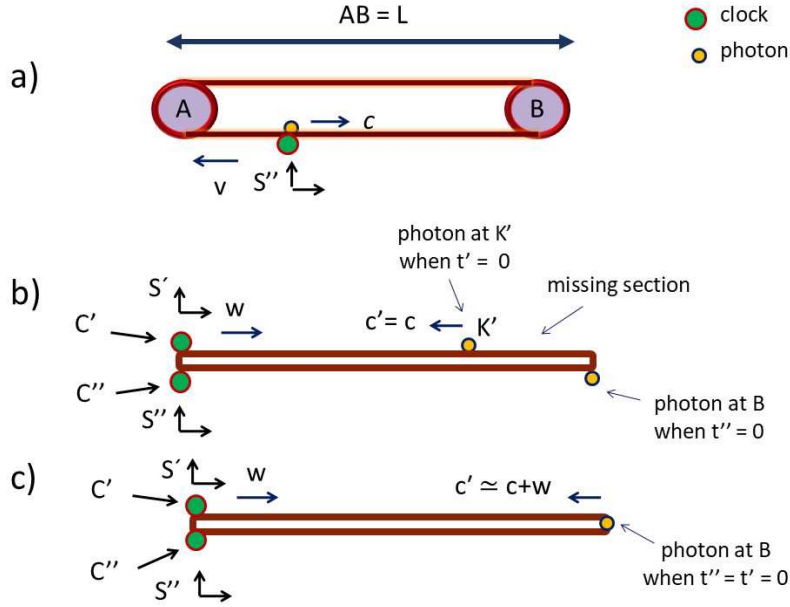 AB = L
clock
photon
a)
A
B
c
v
S''
photon at K'
when t' = 0
missing section
b)
S´
w
C'
c'= c
K'
C''
S''
photon at B
when t'' = 0
c)
S´
w
C'
c' ≃ c+w
C''
S''
photon at B
when t'' = t' = 0